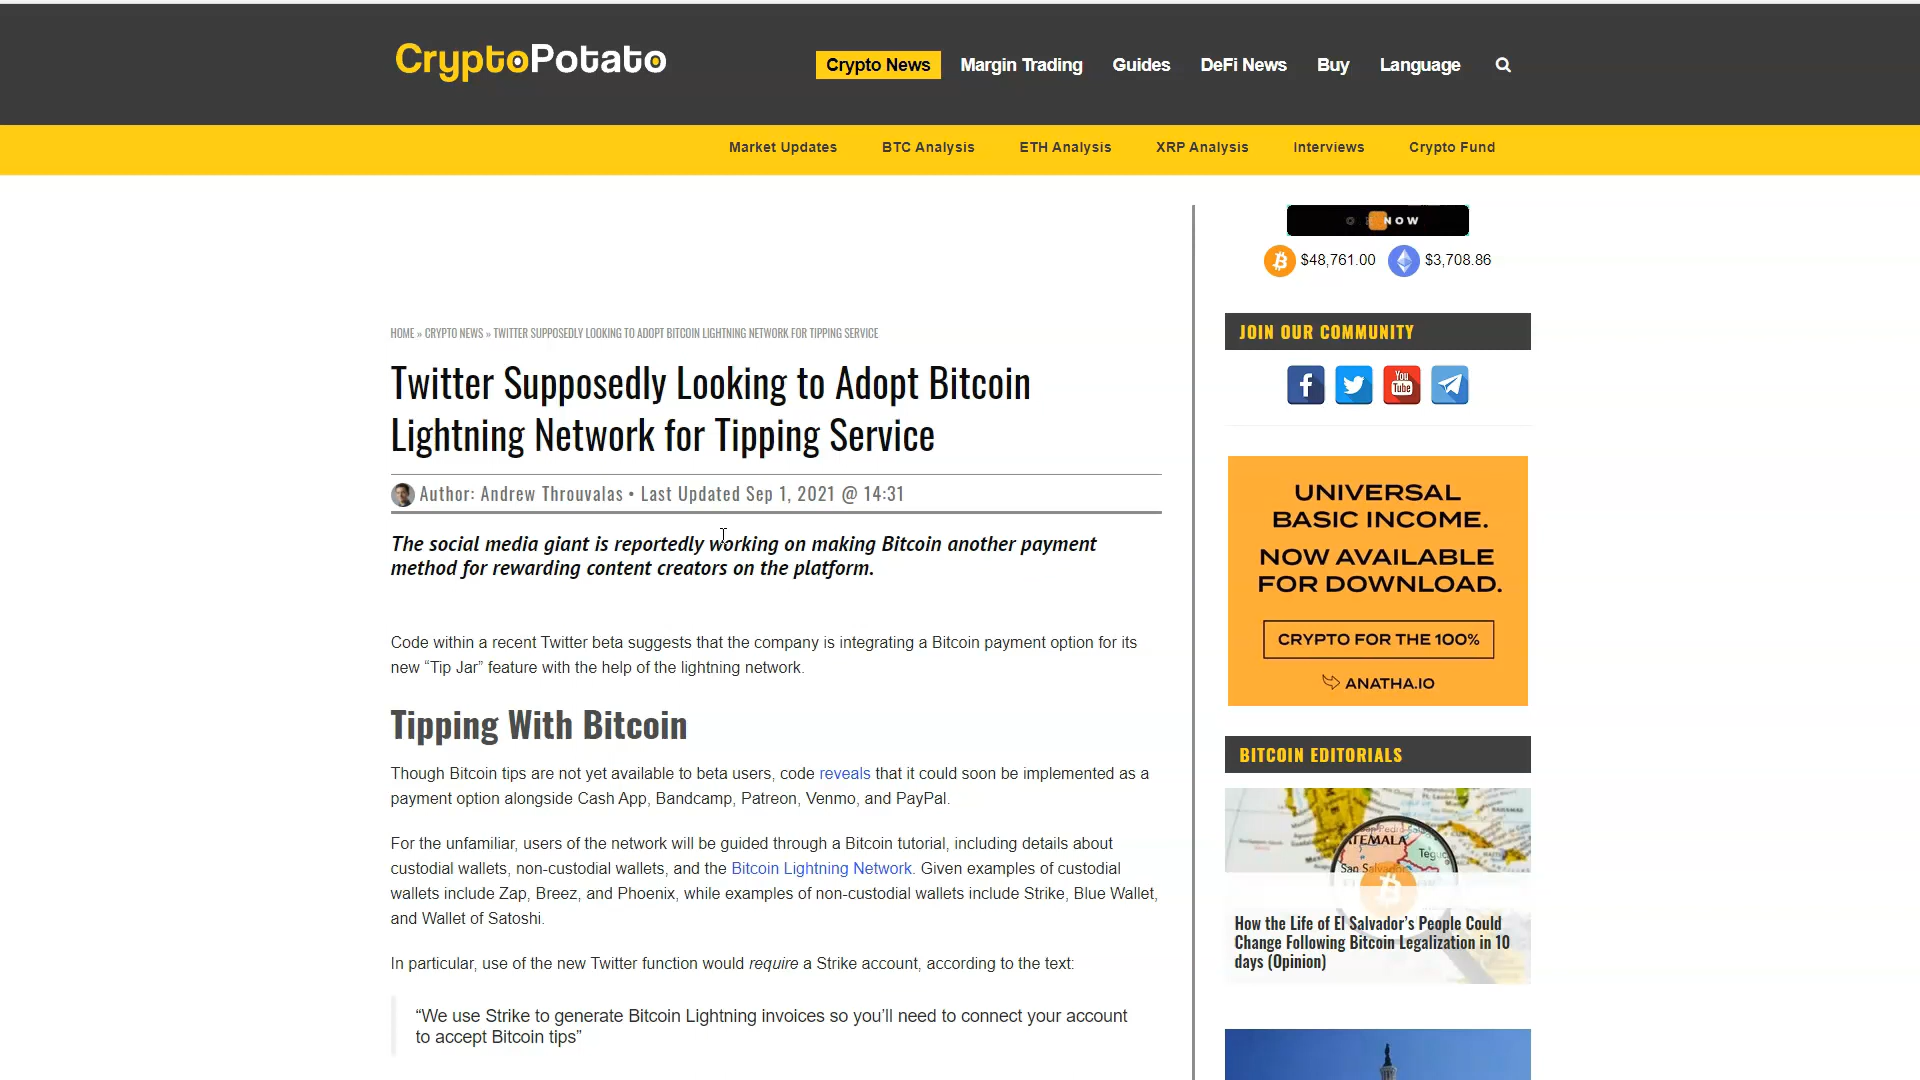 CryptoPotato
Crypto News Margin Trading Guides DeFi News Buy Language
Market Updates BTC Analysis ETH Analysis XRP Analysis Interviews Crypto Fund
NOW
$48,761.00 $3,708.86
JOIN OUR COMMUNITY
You Tube
HOME » CRYPTO NEWS » TWITTER SUPPOSEDLY LOOKING TO ADOPT BITCOIN LIGHTNING NETWORK FOR TIPPING SERVICE
Twitter Supposedly Looking to Adopt Bitcoin
Lightning Network for Tipping Service
Author: Andrew Throuvalas • Last Updated Sep 1, 2021 @ 14:31
The social media giant is reportedly working on making Bitcoin another payment
method for rewarding content creators on the platform.
Code within a recent Twitter beta suggests that the company is integrating a Bitcoin payment option for its
new “Tip Jar” feature with the help of the lightning network.
Tipping With Bitcoin
Though Bitcoin tips are not yet available to beta users, code reveals that it could soon be implemented as a
payment option alongside Cash App, Bandcamp, Patreon, Venmo, and PayPal.
For the unfamiliar, users of the network will be guided through a Bitcoin tutorial, including details about
custodial wallets, non-custodial wallets, and the Bitcoin Lightning Network. Given examples of custodial
wallets include Zap, Breez, and Phoenix, while examples of non-custodial wallets include Strike, Blue Wallet,
and Wallet of Satoshi.
In particular, use of the new Twitter function would require a Strike account, according to the text:
“We use Strike to generate Bitcoin Lightning invoices so you’ll need to connect your account
to accept Bitcoin tips”
UNIVERSAL
BASIC INCOME.
NOW AVAILABLE
FOR DOWNLOAD.
CRYPTO FOR THE 100%
ANATHA.IO
BITCOIN EDITORIALS
San Salvador
How the Life of El Salvador’s People Could
Change Following Bitcoin Legalization in 10
days (Opinion)